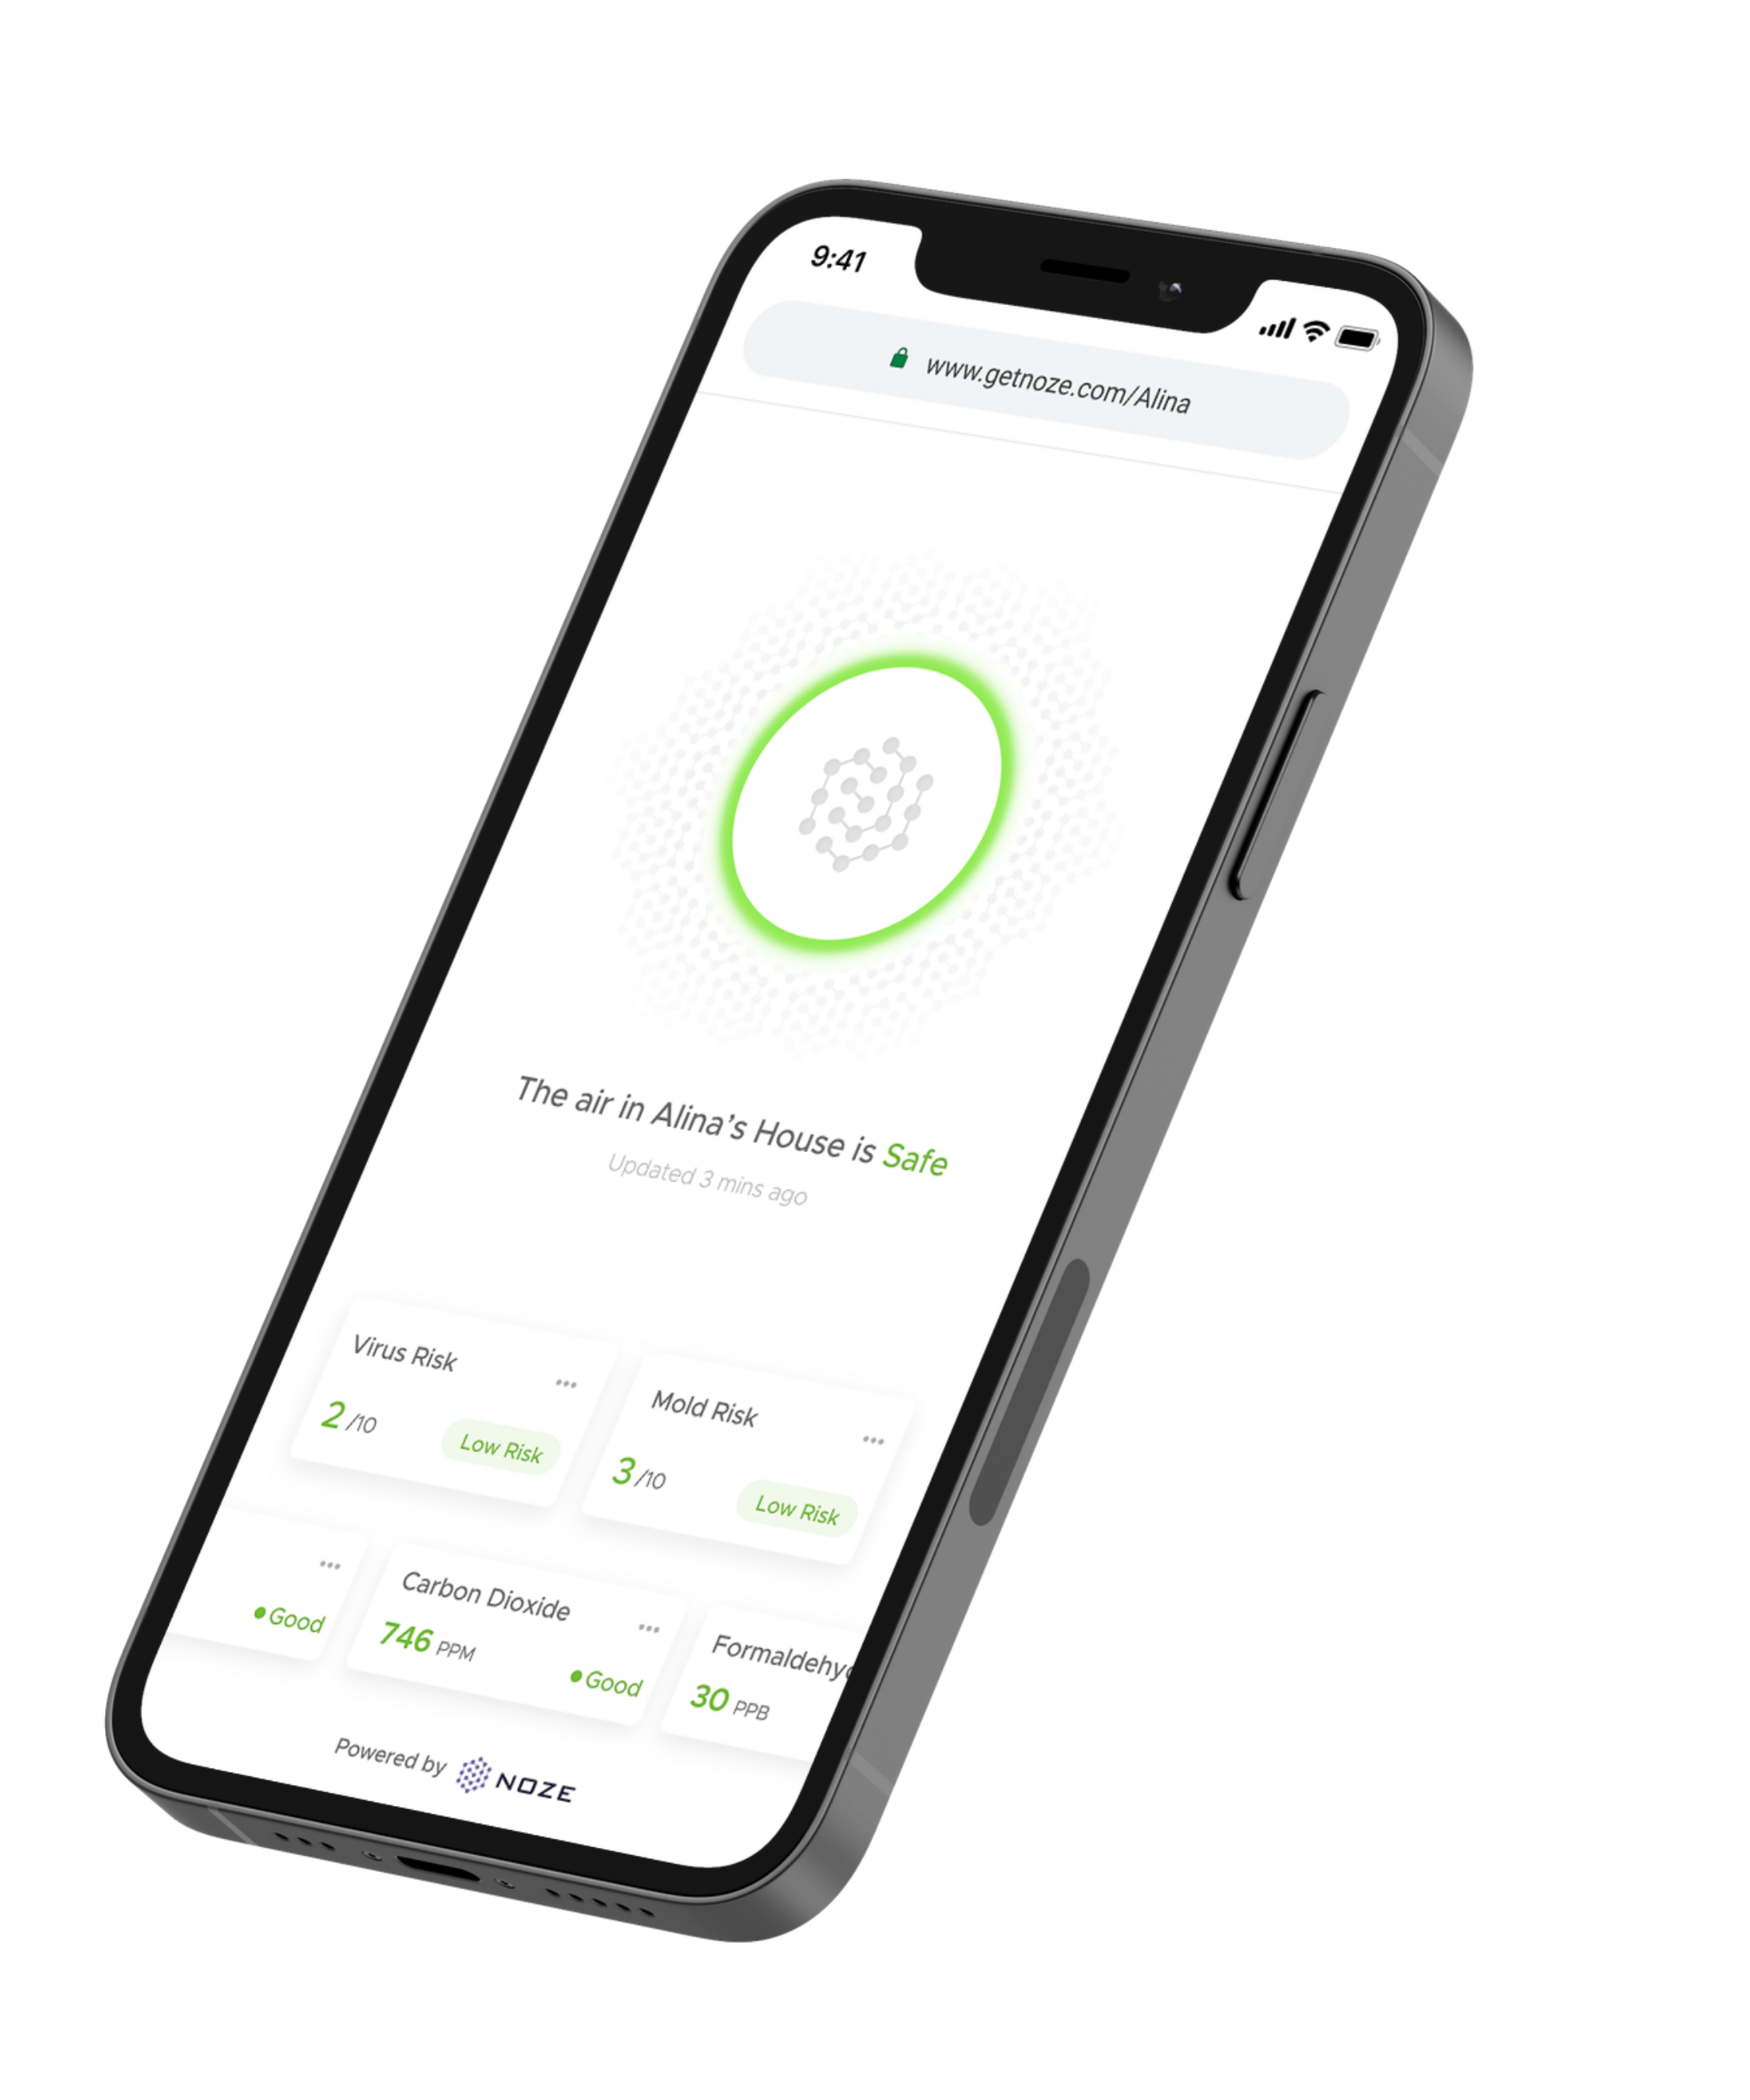 9:41
www.getnoze.com/Alina
The air in Alina's House is Safe
Updated 3 mins ago
Virus Risk
2 /10
Low Risk
Mold Risk
3 /10
Low Risk
Good
Carbon Dioxide
746 PPM
Good
Formaldehyd
30 PPB
Powered by NOZE